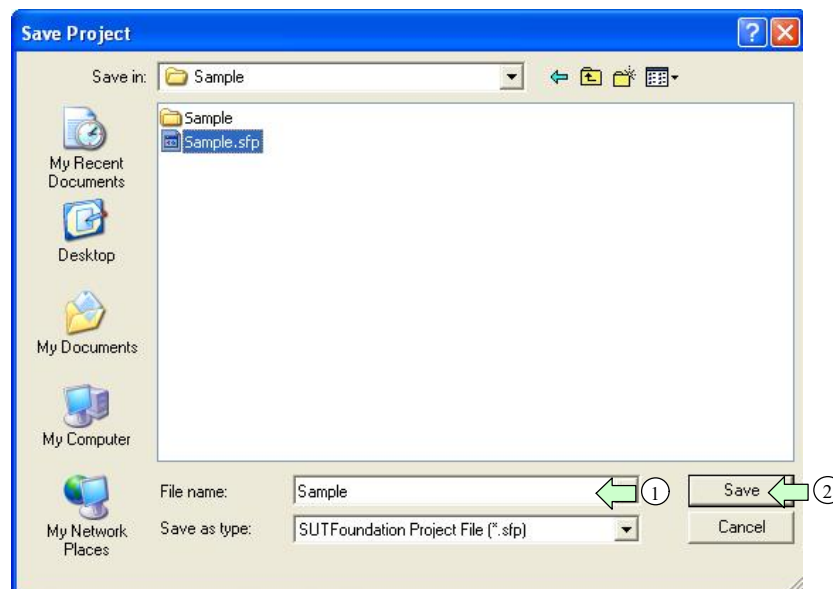 Save Project
Save in: Sample
Sample
Sample.sfp
My Recent
Documents
Desktop
My Documents
My Computer
My Network
Places
File name: Sample 1 Save 2
Save as type: SUTFoundation Project File (*.sfp) Cancel